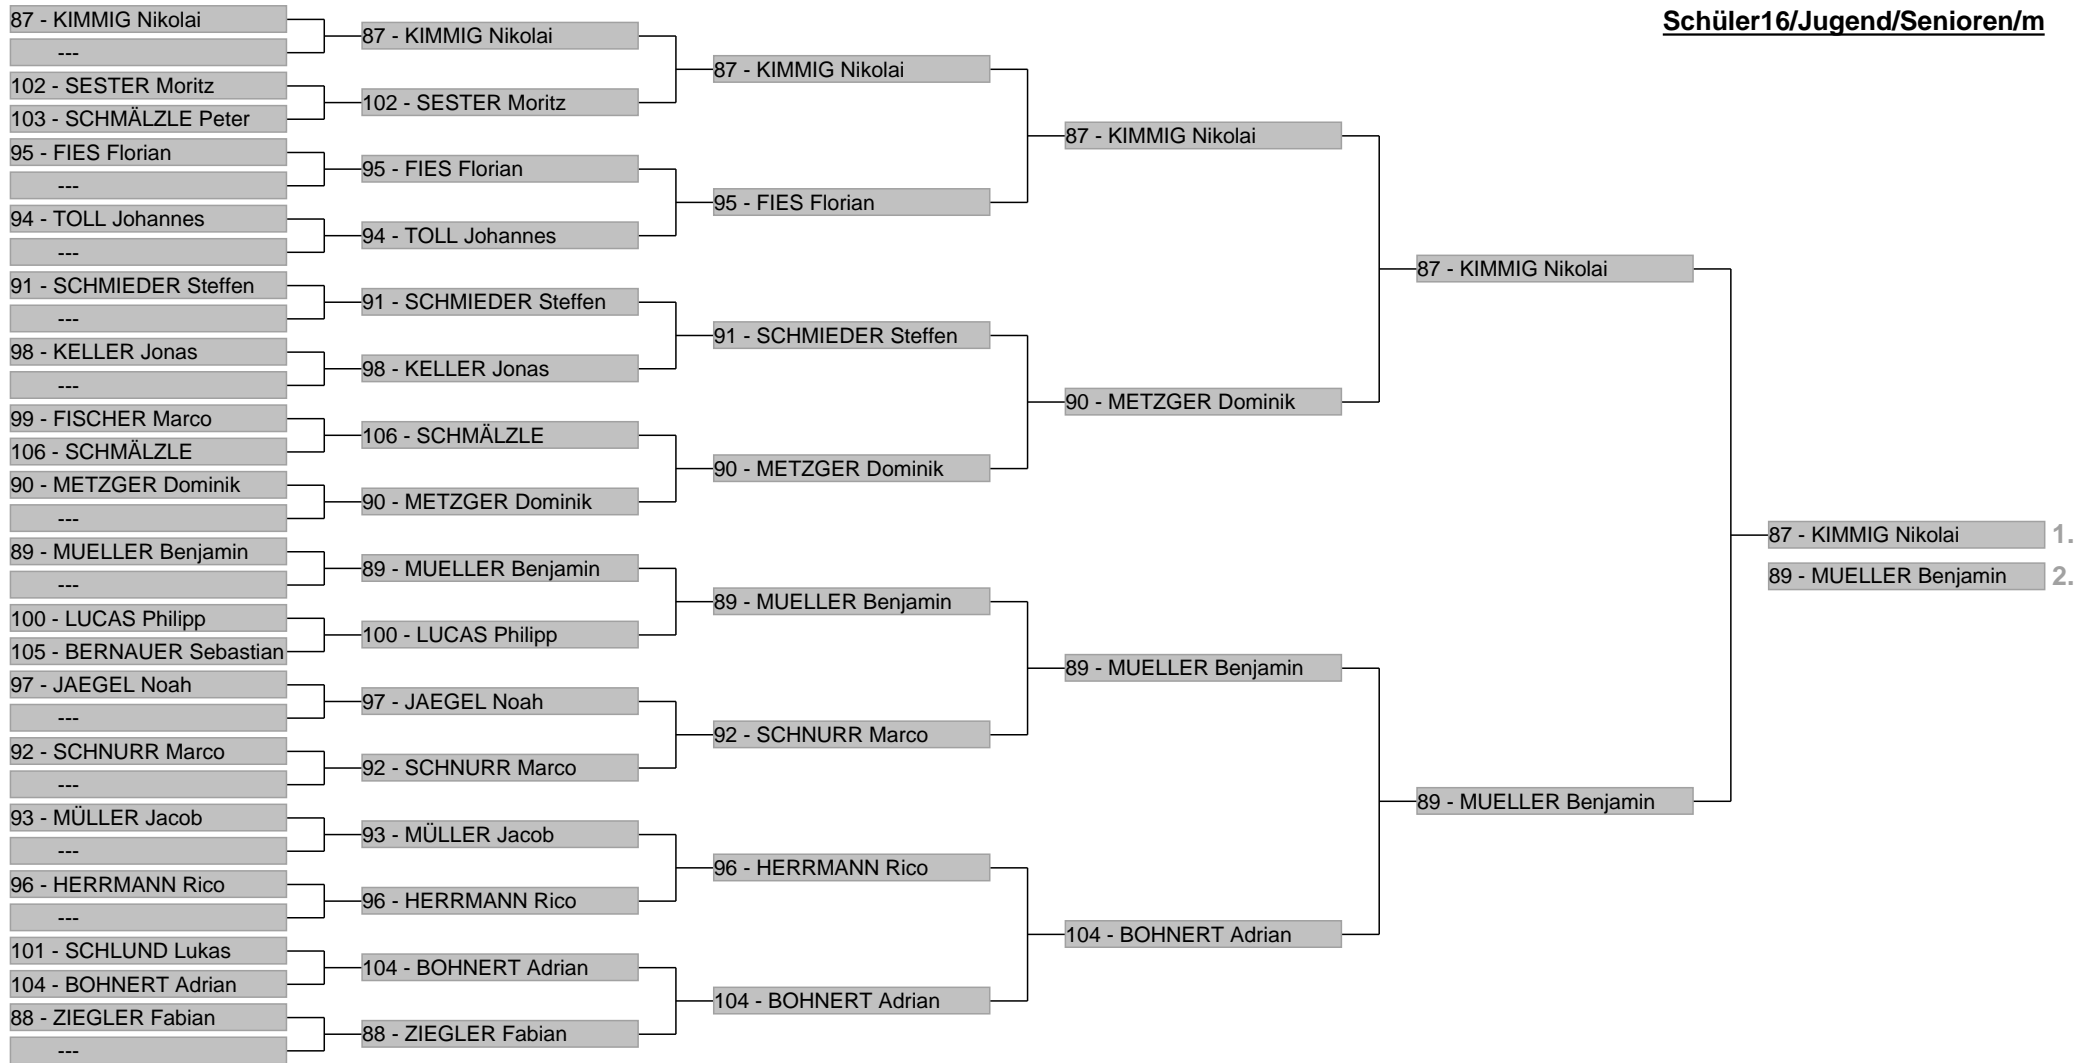 Schüler16/Jugend/Senioren/m
87 - KIMMIG Nikolai
---
102 - SESTER Moritz
103 - SCHMÄLZLE Peter
95 - FIES Florian
---
94 - TOLL Johannes
---
91 - SCHMIEDER Steffen
---
98 - KELLER Jonas
---
99 - FISCHER Marco
106 - SCHMÄLZLE
90 - METZGER Dominik
---
89 - MUELLER Benjamin
---
100 - LUCAS Philipp
105 - BERNAUER Sebastian
97 - JAEGEL Noah
---
92 - SCHNURR Marco
---
93 - MÜLLER Jacob
---
96 - HERRMANN Rico
---
101 - SCHLUND Lukas
104 - BOHNERT Adrian
88 - ZIEGLER Fabian
---
87 - KIMMIG Nikolai
102 - SESTER Moritz
95 - FIES Florian
94 - TOLL Johannes
91 - SCHMIEDER Steffen
98 - KELLER Jonas
106 - SCHMÄLZLE
90 - METZGER Dominik
89 - MUELLER Benjamin
100 - LUCAS Philipp
97 - JAEGEL Noah
92 - SCHNURR Marco
93 - MÜLLER Jacob
96 - HERRMANN Rico
104 - BOHNERT Adrian
88 - ZIEGLER Fabian
87 - KIMMIG Nikolai
95 - FIES Florian
91 - SCHMIEDER Steffen
90 - METZGER Dominik
89 - MUELLER Benjamin
92 - SCHNURR Marco
96 - HERRMANN Rico
104 - BOHNERT Adrian
87 - KIMMIG Nikolai
90 - METZGER Dominik
89 - MUELLER Benjamin
104 - BOHNERT Adrian
87 - KIMMIG Nikolai
89 - MUELLER Benjamin
87 - KIMMIG Nikolai 1.
89 - MUELLER Benjamin 2.